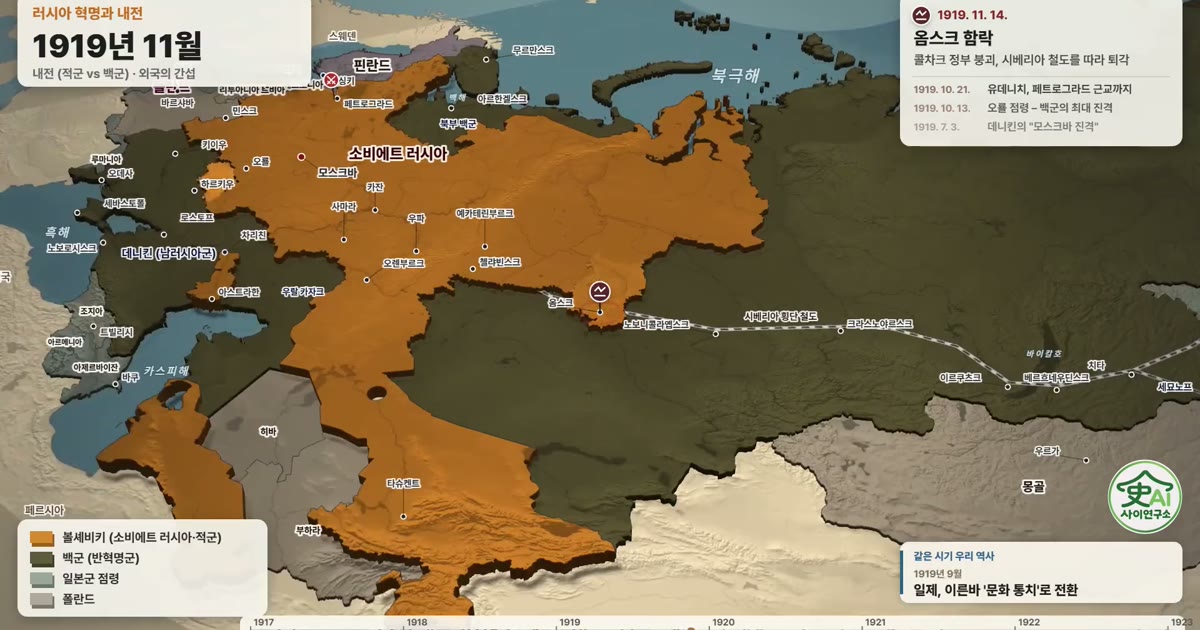 러시아 혁명과 내전
1919년 11월
내전 (적군 vs 백군) · 외국의 간섭
1919. 11. 14.
옴스크 함락
콜차크 정부 붕괴, 시베리아 철도를 따라 퇴각
1919. 10. 21. 유데니치, 페트로그라드 근교까지
1919. 10. 13. 오룔 점령 – 백군의 최대 진격
1919. 7. 3. 데니킨의 "모스크바 진격"
스웨덴
핀란드
무르만스크
북극해
바르샤바
민스크
페트로그라드
백해
아르한겔스크
북부 백군
키이우
오룔
소비에트 러시아
모스크바
루마니아
오데사
하르키우
카잔
세바스토폴
로스토프
사마라
우파
예카테린부르크
흑해
노보로시스크
데니킨 (남러시아군)
차리친
오렌부르크
첼랴빈스크
아스트라한
우랄 카자크
옴스크
노보니콜라옙스크
시베리아 횡단 철도
크라스노야르스크
조지아
트빌리시
아르메니아
아제르바이잔
바쿠
카스피해
바이칼호
이르쿠츠크
베르흐네우딘스크
치타
세묘노프
히바
우르가
몽골
타슈켄트
부하라
페르시아
볼셰비키 (소비에트 러시아·적군)
백군 (반혁명군)
일본군 점령
폴란드
史AI
사이연구소
같은 시기 우리 역사
1919년 9월
일제, 이른바 '문화 통치'로 전환
1917 1918 1919 1920 1921 1922 1923